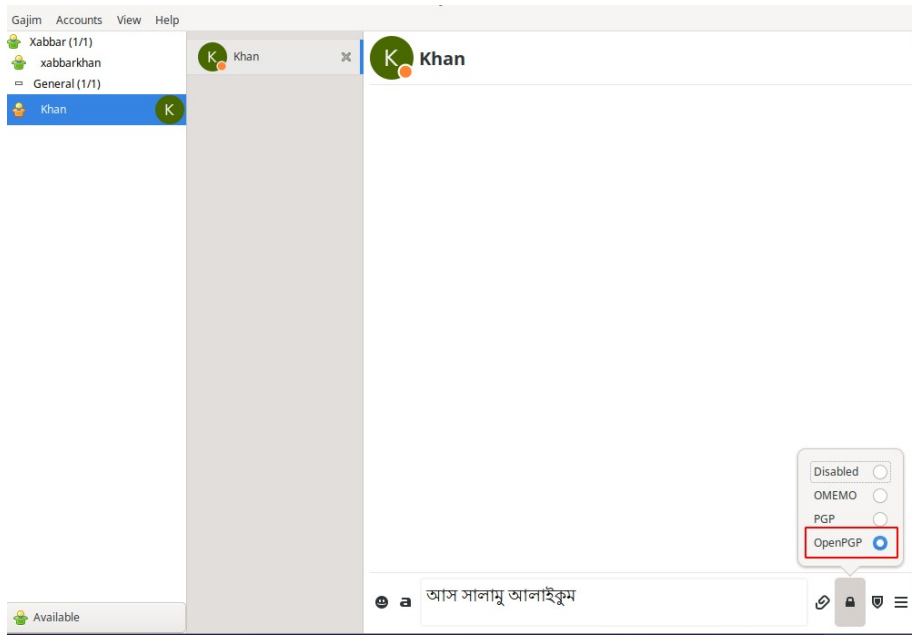 Gajim Accounts View Help
Xabbar (1/1)
xabbarkhan
General (1/1)
Khan K
K Khan
K Khan
Disabled
OMEMO
PGP
OpenPGP
a আস সালামু আলাইকুম
Available